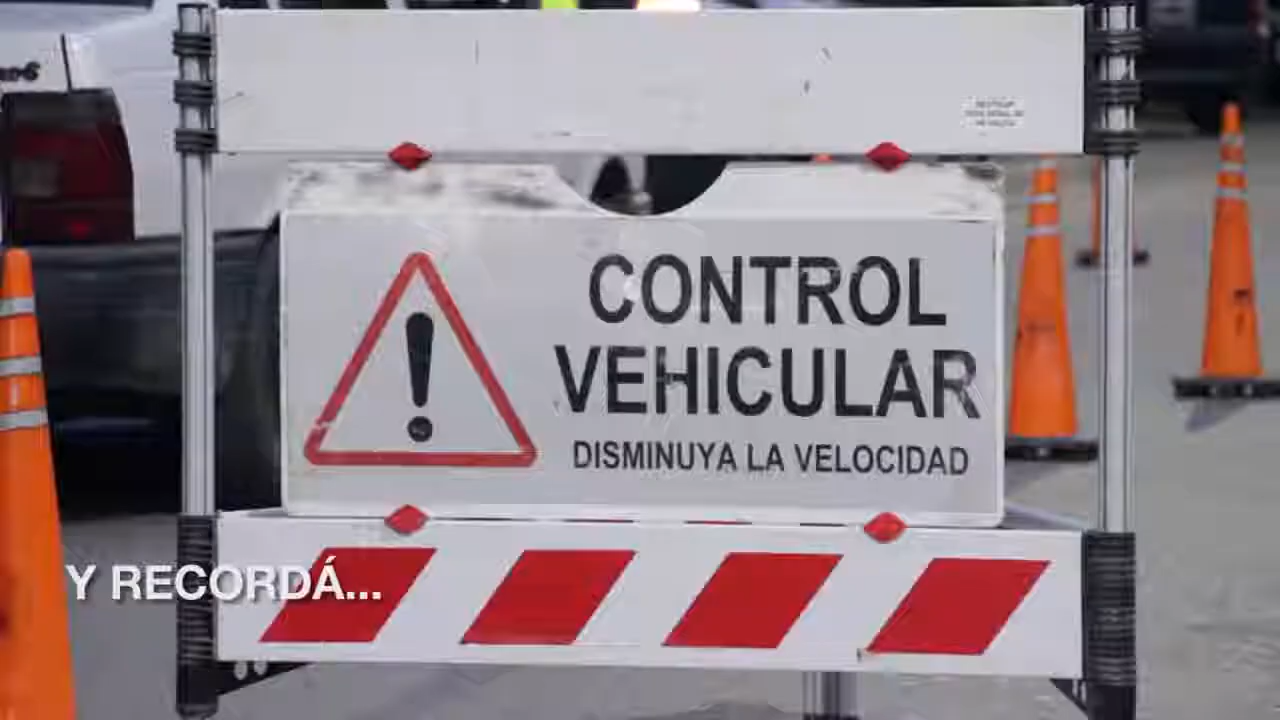 CONTROL
VEHICULAR
DISMINUYA LA VELOCIDAD
Y RECORDÁ...